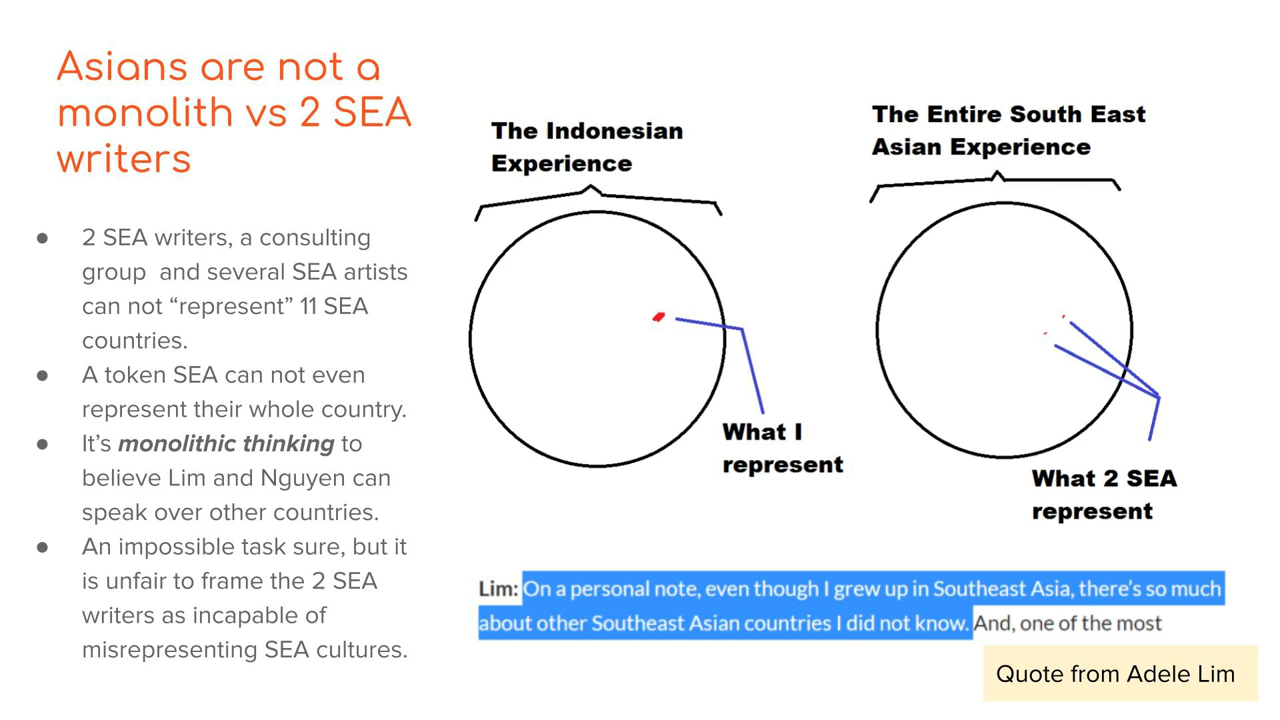 Asians are not a
monolith vs 2 SEA
writers
● 2 SEA writers, a consulting
group  and several SEA artists
can not “represent” 11 SEA
countries.
● A token SEA can not even
represent their whole country.
● It’s monolithic thinking to
believe Lim and Nguyen can
speak over other countries.
● An impossible task sure, but it
is unfair to frame the 2 SEA
writers as incapable of
misrepresenting SEA cultures.
The Indonesian
Experience
What I
represent
The Entire South East
Asian Experience
What 2 SEA
represent
Lim: On a personal note, even though I grew up in Southeast Asia, there’s so much
about other Southeast Asian countries I did not know. And, one of the most
Quote from Adele Lim